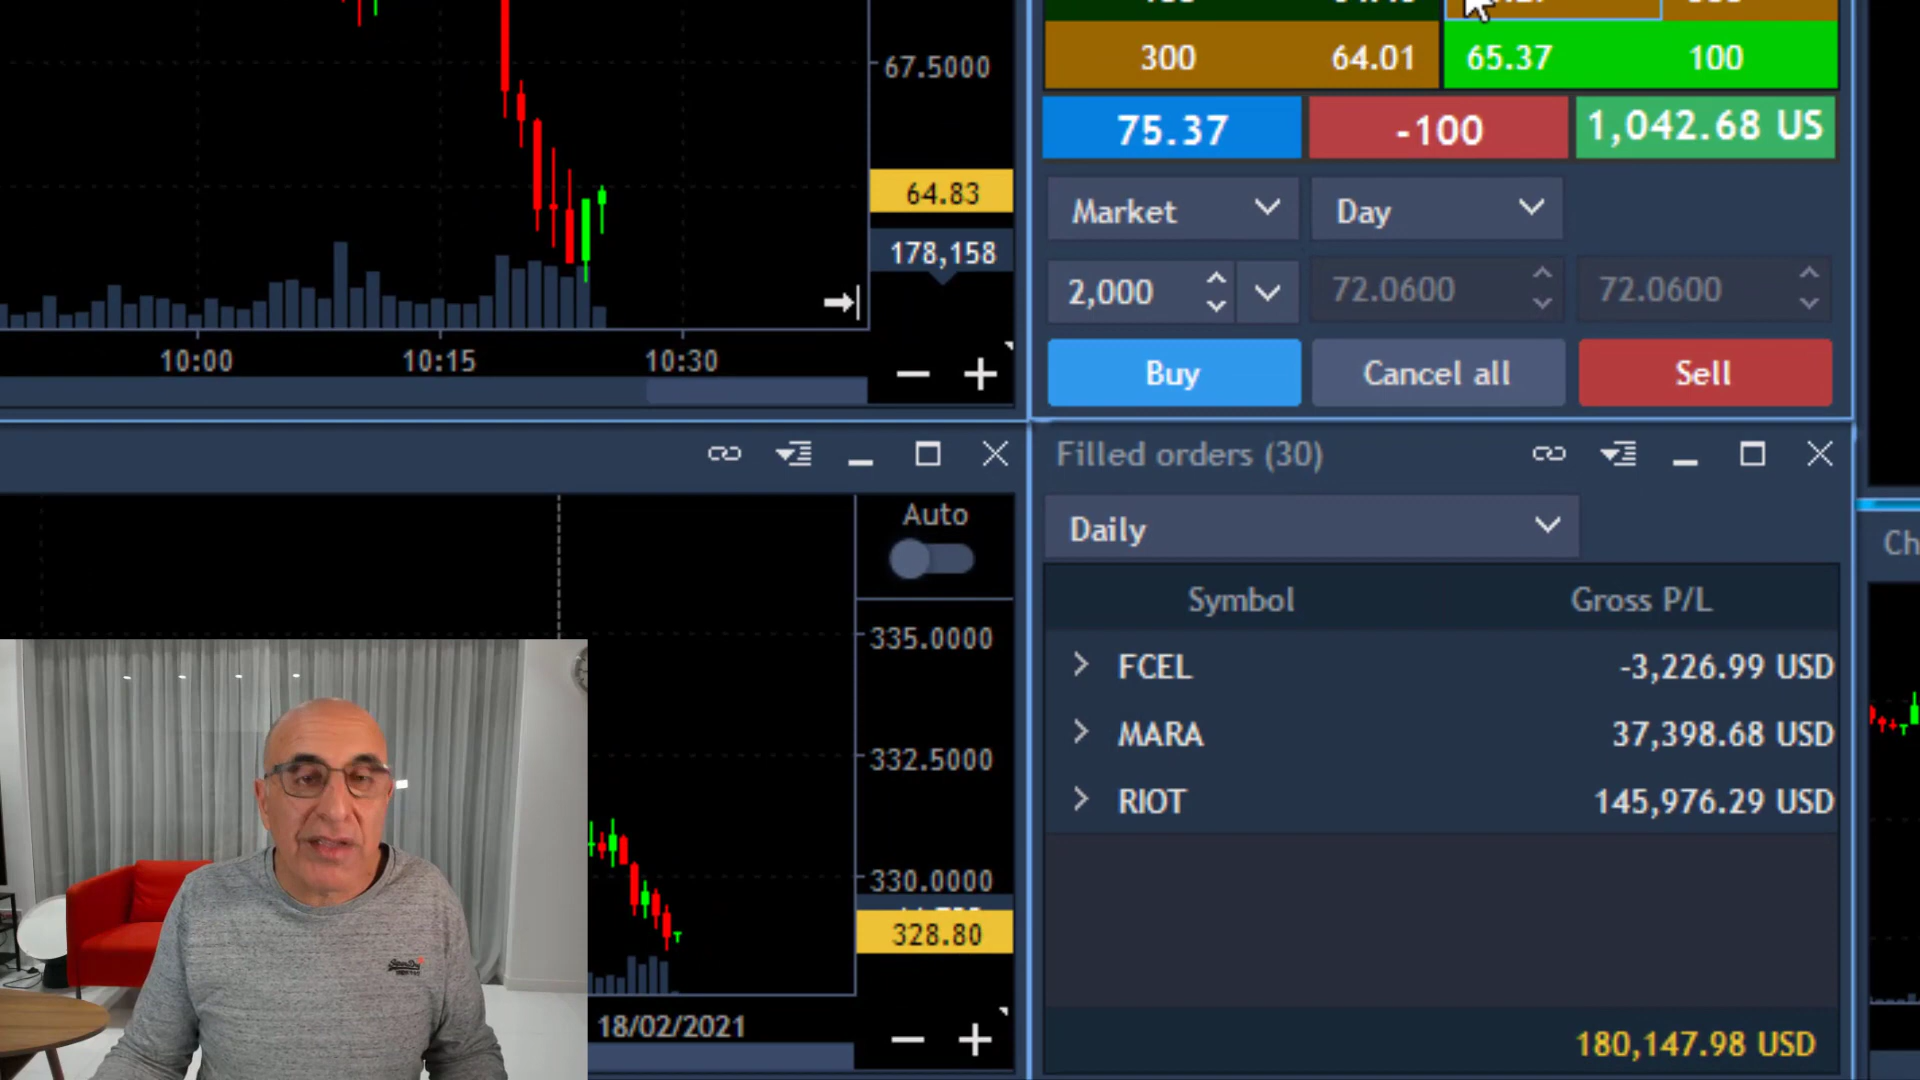 67.5000
300 64.01 65.37 100
75.37 -100 1,042.68 US
64.83
178,158
Market Day
2,000 72.0600 72.0600
10:00 10:15 10:30
Buy Cancel all Sell
Filled orders (30)
Auto
Daily
Ch
Symbol Gross P/L
335.0000
FCEL -3,226.99 USD
MARA 37,398.68 USD
332.5000
RIOT 145,976.29 USD
330.0000
328.80
18/02/2021
180,147.98 USD